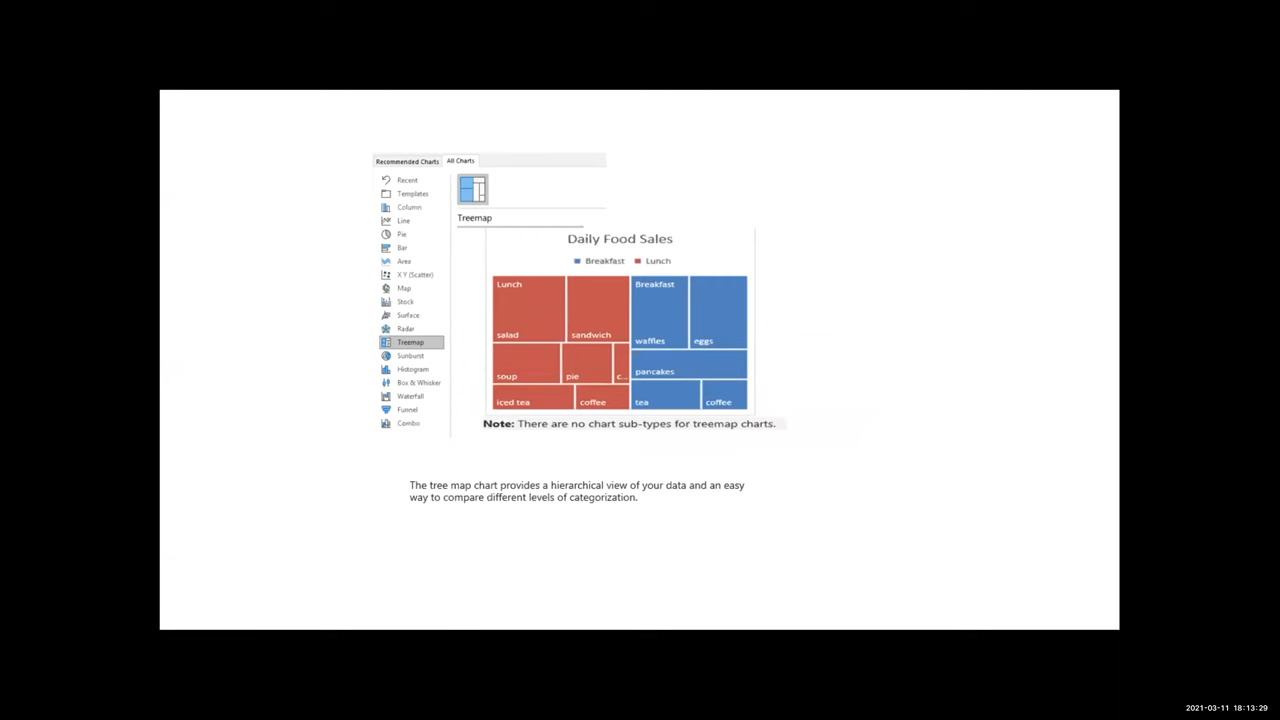 Recommended Charts All Charts
Recent
Templates
Column
Line
Pie
Bar
Area
X Y (Scatter)
Map
Stock
Surface
Radar
Treemap
Sunburst
Histogram
Box & Whisker
Waterfall
Funnel
Combo
Treemap
Daily Food Sales
Breakfast Lunch
Lunch Breakfast
salad sandwich waffles eggs
soup pie c... pancakes
iced tea coffee tea coffee
Note: There are no chart sub-types for treemap charts.
The tree map chart provides a hierarchical view of your data and an easy
way to compare different levels of categorization.
2021-03-11 18:13:29